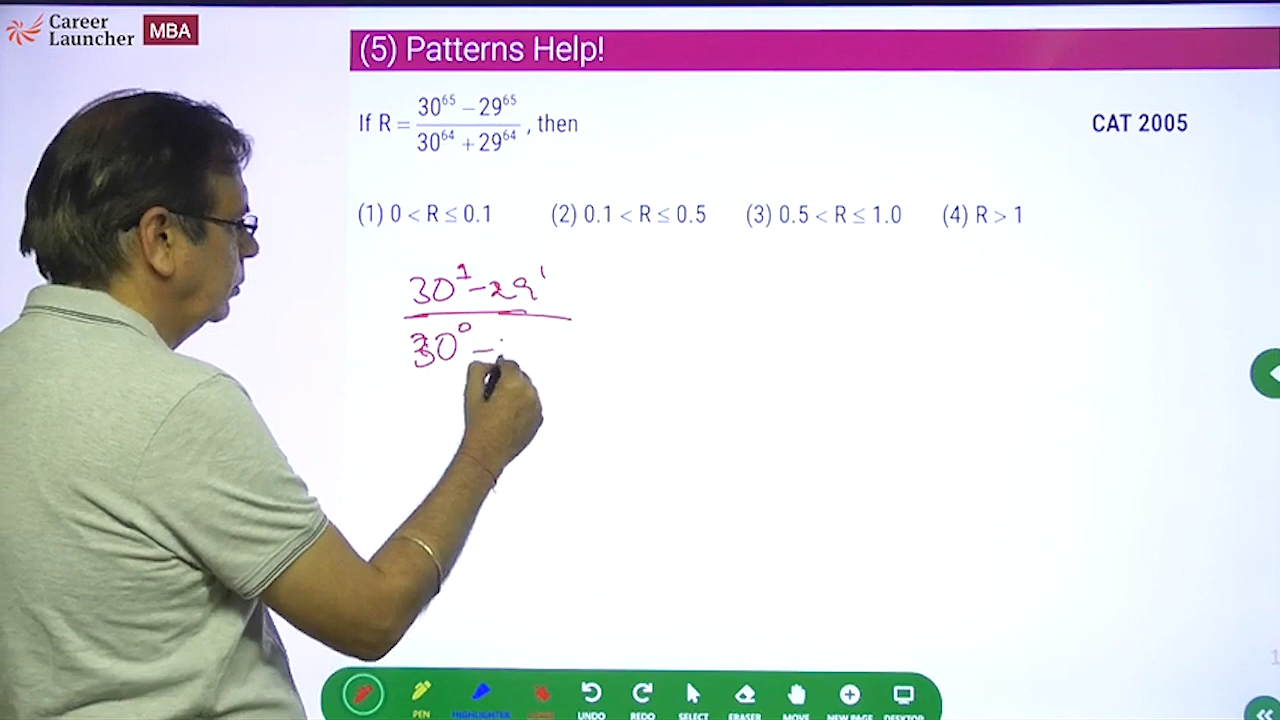 Career
Launcher
MBA
(5) Patterns Help!
If R = (30^65 − 29^65)/(30^64 + 29^64), then
CAT 2005
(1) 0 < R ≤ 0.1 (2) 0.1 < R ≤ 0.5 (3) 0.5 < R ≤ 1.0 (4) R > 1
30^1 − 29^1
30^0 −
PEN HIGHLIGHTER UNDO REDO SELECT ERASER MOVE NEW PAGE DESKTOP
1